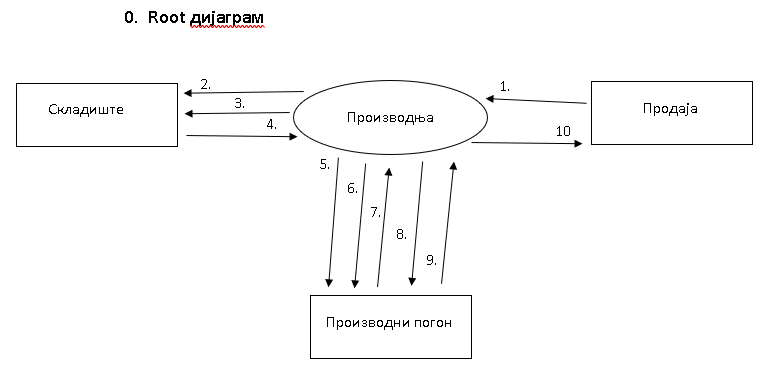 0. Root дијаграм
Складиште
2.
3.
4.
Производња
1.
10
Продаја
5.
6.
7.
8.
9.
Производни погон